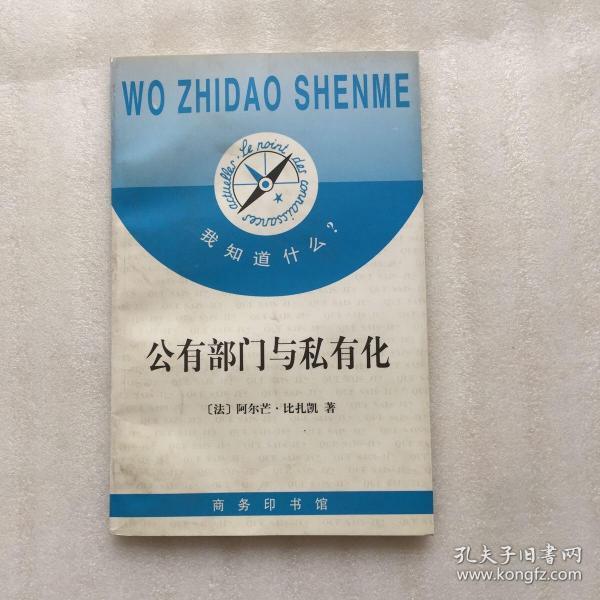 WO ZHIDAO SHENME
Le point des connaissances actuelles
我知道什么?
公有部门与私有化
〔法〕阿尔芒·比扎凯 著
商务印书馆
孔夫子旧书网
www.kongfz.com